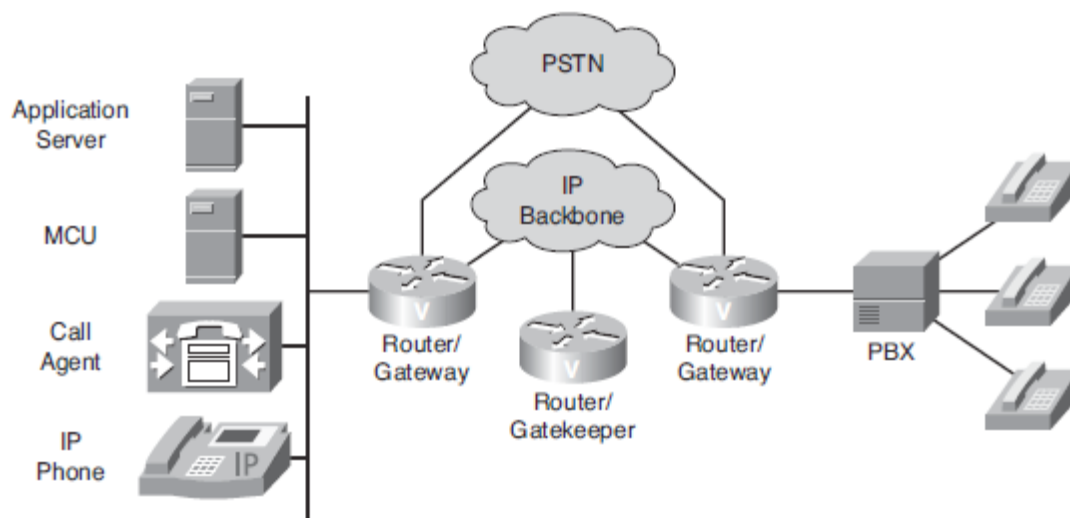 PSTN
Application
Server
IP
Backbone
MCU
V
V
Call
Agent
Router/
Gateway
V
Router/
Gateway
PBX
Router/
Gatekeeper
IP
Phone
IP